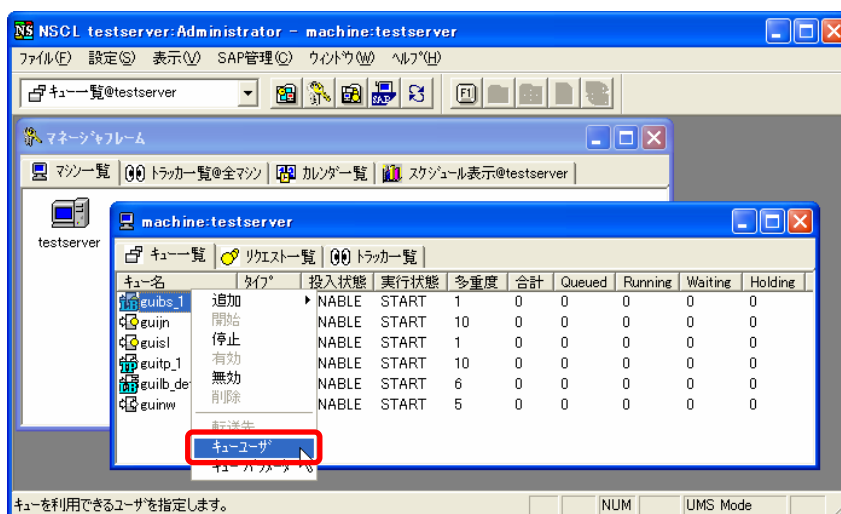 NS NSCL testserver:Administrator - machine:testserver
ﾌｧｲﾙ(F) 設定(S) 表示(V) SAP管理(C) ｳｨﾝﾄﾞｳ(W) ﾍﾙﾌﾟ(H)
ｷｭｰ一覧@testserver SAP F1
ﾏﾈｰｼﾞｬﾌﾚｰﾑ
ﾏｼﾝ一覧 ﾄﾗｯｶｰ一覧@全ﾏｼﾝ ｶﾚﾝﾀﾞｰ一覧 ｽｹｼﾞｭｰﾙ表示@testserver
testserver
machine:testserver
ｷｭｰ一覧 ﾘｸｴｽﾄ一覧 ﾄﾗｯｶｰ一覧
ｷｭｰ名 ﾀｲﾌﾟ 投入状態 実行状態 多重度 合計 Queued Running Waiting Holding
guibs_1 NABLE START 1 0 0 0 0 0
guijn NABLE START 10 0 0 0 0 0
guisl NABLE START 1 0 0 0 0 0
guitp_1 NABLE START 10 0 0 0 0 0
guilb_de NABLE START 6 0 0 0 0 0
guinw NABLE START 5 0 0 0 0 0
追加
開始
停止
有効
無効
削除
転送先
ｷｭｰﾕｰｻﾞ
ｷｭｰﾊﾟﾗﾒｰﾀ
ｷｭｰを利用できるﾕｰｻﾞを指定します。 NUM UMS Mode